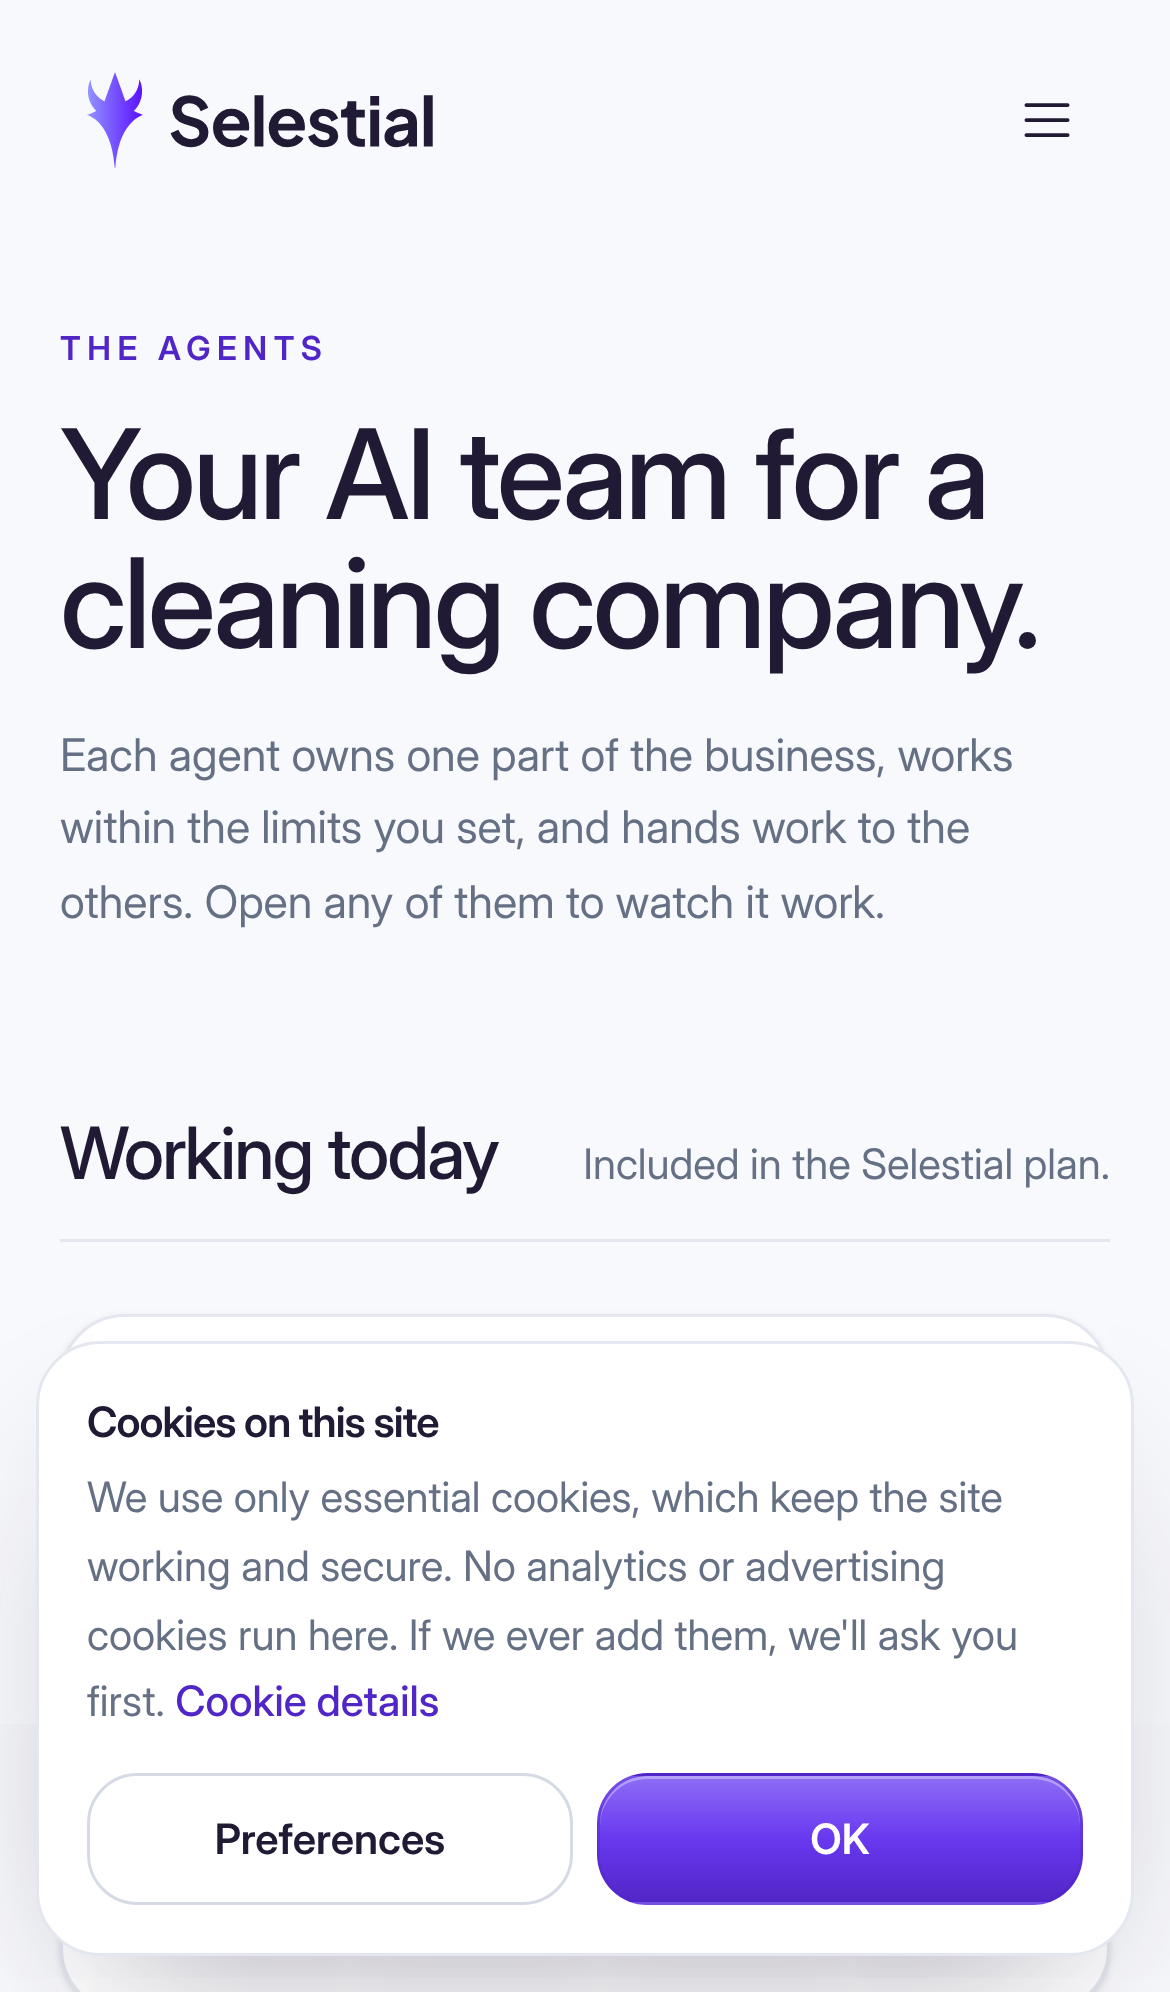 Selestial
THE AGENTS
Your AI team for a
cleaning company.
Each agent owns one part of the business, works
within the limits you set, and hands work to the
others. Open any of them to watch it work.
Working today
Included in the Selestial plan.
Cookies on this site
We use only essential cookies, which keep the site
working and secure. No analytics or advertising
cookies run here. If we ever add them, we'll ask you
first. Cookie details
Preferences
OK